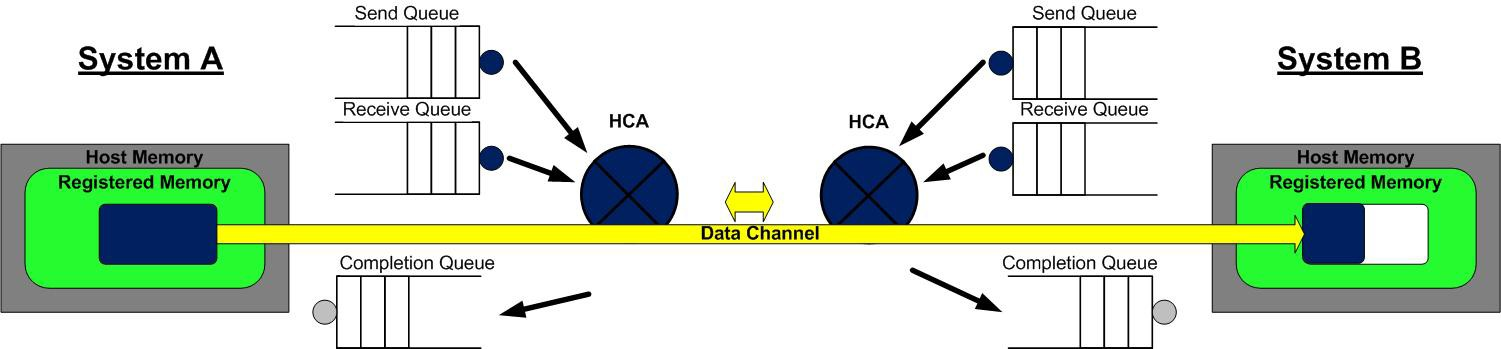 System A
Send Queue
Receive Queue
HCA
Host Memory
Registered Memory
Completion Queue
Data Channel
Send Queue
Receive Queue
HCA
System B
Host Memory
Registered Memory
Completion Queue